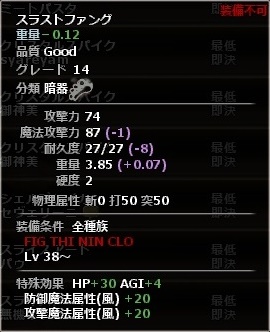 装備不可
スラストファング
重量 − 0.12
品質 Good
グレード 14
分類 暗器
攻撃力 74
魔法攻撃力 87 (-1)
耐久度 27/27 (-8)
重量 3.85 (+0.07)
硬度 2
物理属性 斬0 打50 突50
装備条件 全種族
FIG THI NIN CLO
Lv 38～
特殊効果 HP+30 AGI+4
防御魔法属性(風) +20
攻撃魔法属性(風) +20